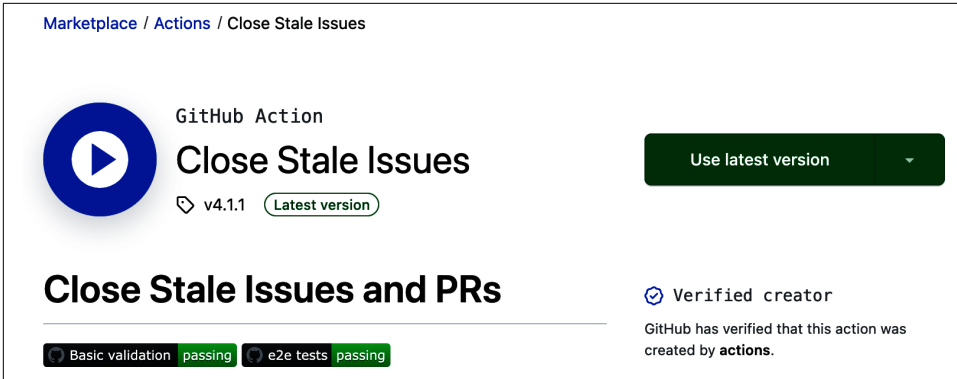 Marketplace / Actions / Close Stale Issues
GitHub Action
Close Stale Issues
Use latest version
v4.1.1 Latest version
Close Stale Issues and PRs
Verified creator
GitHub has verified that this action was
created by actions.
Basic validation passing e2e tests passing